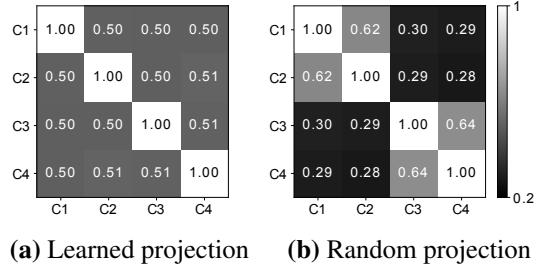 C1 1.00 0.50 0.50 0.50
C2 0.50 1.00 0.50 0.51
C3 0.50 0.50 1.00 0.51
C4 0.50 0.51 0.51 1.00
C1 C2 C3 C4
(a) Learned projection
C1 1.00 0.62 0.30 0.29
C2 0.62 1.00 0.29 0.28
C3 0.30 0.29 1.00 0.64
C4 0.29 0.28 0.64 1.00
C1 C2 C3 C4
1
0.2
(b) Random projection